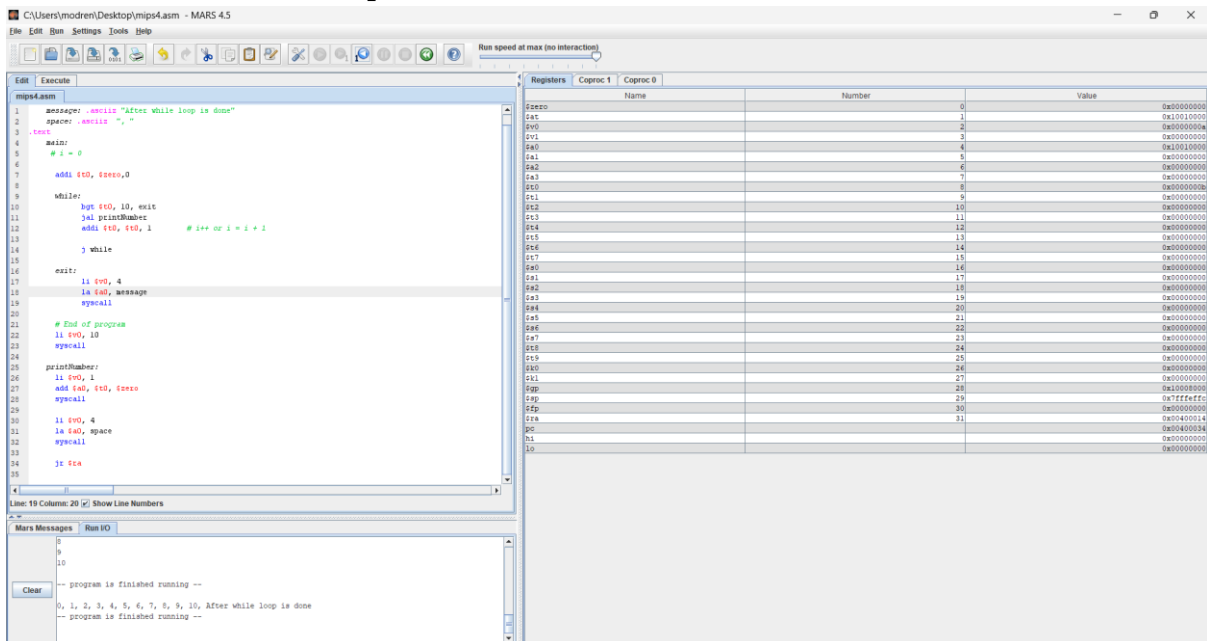 C:\Users\modren\Desktop\mips4.asm - MARS 4.5
File Edit Run Settings Tools Help
Run speed at max (no interaction)
Edit Execute
mips4.asm
1 message: .asciiz "After while loop is done"
2 space: .asciiz ", "
3 .text
4 main:
5 # i = 0
6
7 addi $t0, $zero,0
8
9 while:
10 bgt $t0, 10, exit
11 jal printNumber
12 addi $t0, $t0, 1 # i++ or i = i + 1
13
14 j while
15
16 exit:
17 li $v0, 4
18 la $a0, message
19 syscall
20
21 # End of program
22 li $v0, 10
23 syscall
24
25 printNumber:
26 li $v0, 1
27 add $a0, $t0, $zero
28 syscall
29
30 li $v0, 4
31 la $a0, space
32 syscall
33
34 jr $ra
35
Line: 19 Column: 20 Show Line Numbers
Mars Messages Run I/O
Clear
8
9
10
-- program is finished running --
0, 1, 2, 3, 4, 5, 6, 7, 8, 9, 10, After while loop is done
-- program is finished running --
Registers Coproc 1 Coproc 0
Name Number Value
$zero 0 0x00000000
$at 1 0x10010000
$v0 2 0x0000000a
$v1 3 0x00000000
$a0 4 0x10010000
$a1 5 0x00000000
$a2 6 0x00000000
$a3 7 0x00000000
$t0 8 0x0000000b
$t1 9 0x00000000
$t2 10 0x00000000
$t3 11 0x00000000
$t4 12 0x00000000
$t5 13 0x00000000
$t6 14 0x00000000
$t7 15 0x00000000
$s0 16 0x00000000
$s1 17 0x00000000
$s2 18 0x00000000
$s3 19 0x00000000
$s4 20 0x00000000
$s5 21 0x00000000
$s6 22 0x00000000
$s7 23 0x00000000
$t8 24 0x00000000
$t9 25 0x00000000
$k0 26 0x00000000
$k1 27 0x00000000
$gp 28 0x10008000
$sp 29 0x7fffeffc
$fp 30 0x00000000
$ra 31 0x00400014
pc 0x00400034
hi 0x00000000
lo 0x00000000